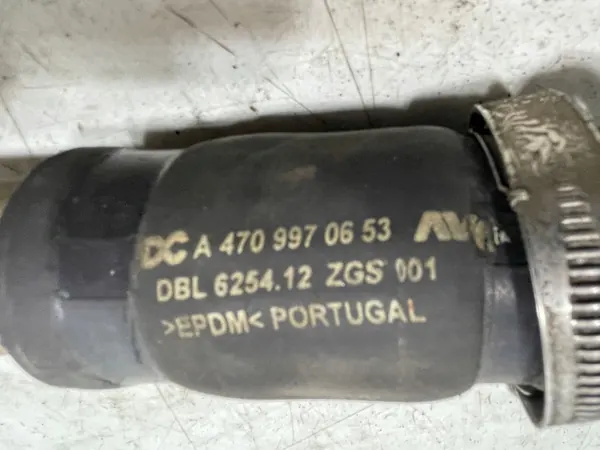 DC A 470 997 06 53
DBL 6254.12 ZGS 001
>EPDM< PORTUGAL